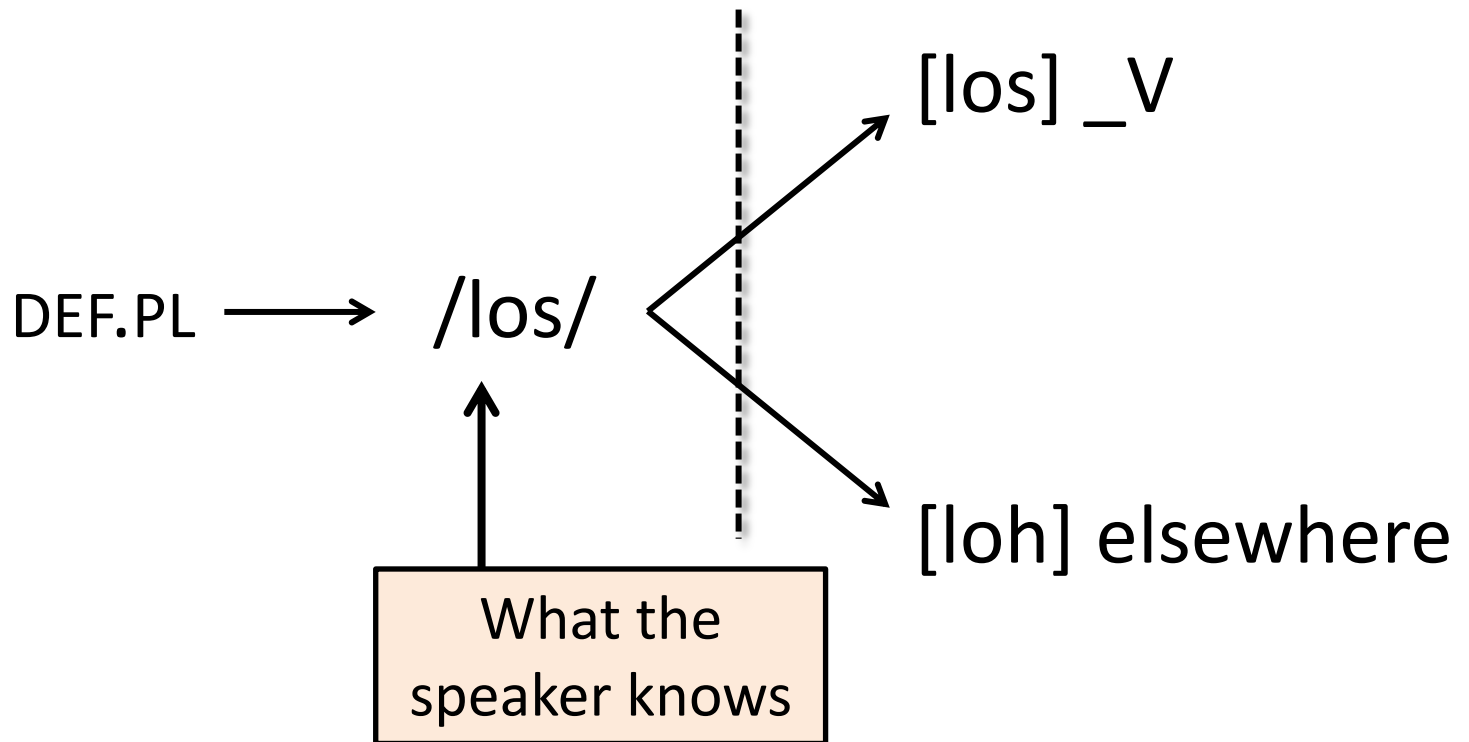 [los] _V
DEF.PL
/los/
[loh] elsewhere
What the
speaker knows